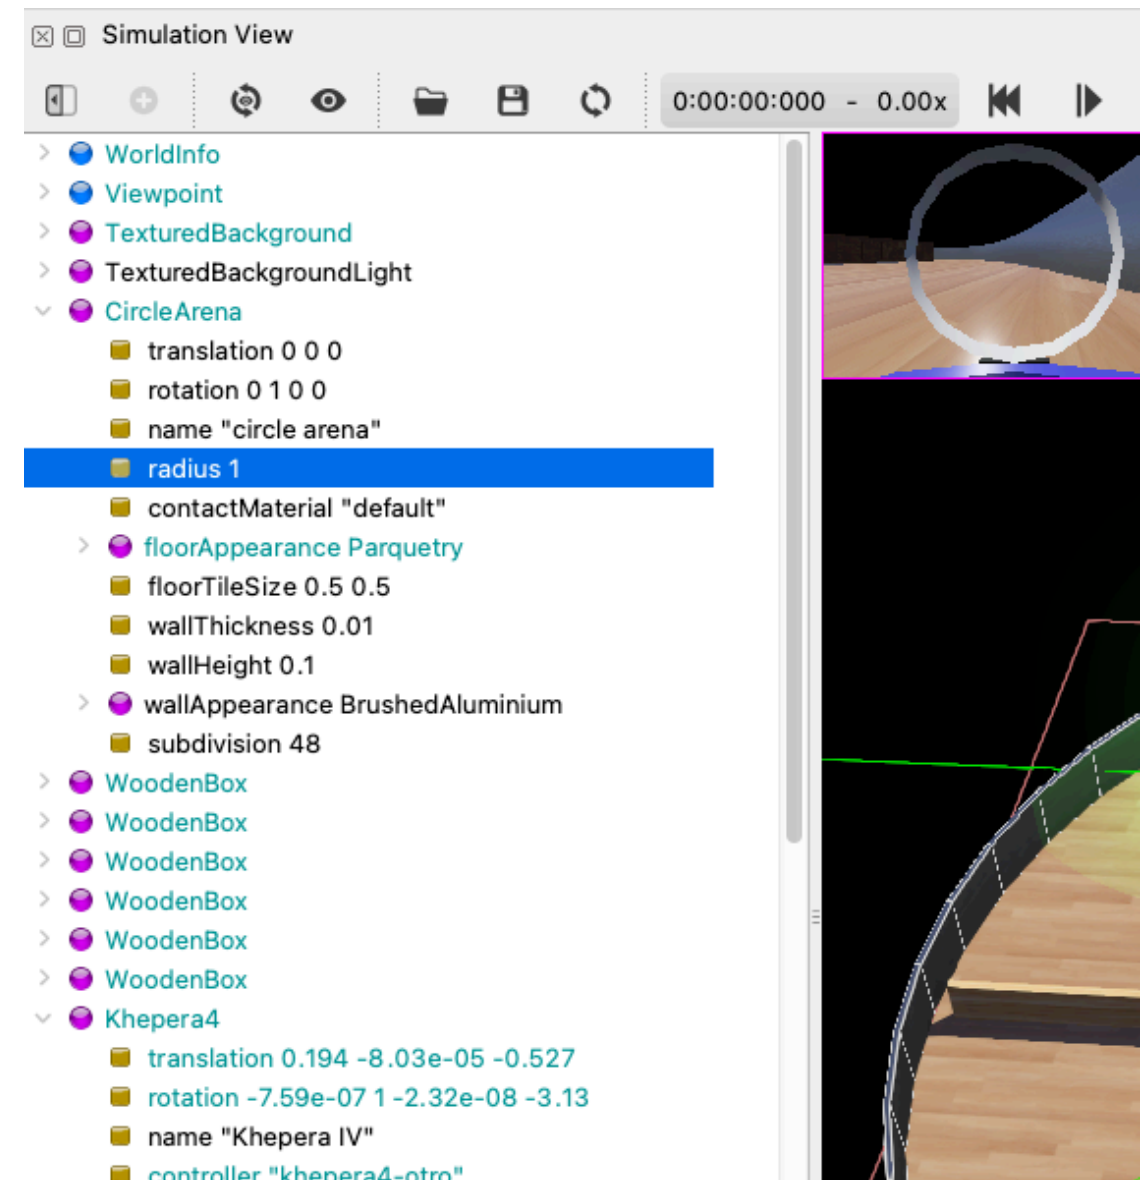 Simulation View
0:00:00:000 - 0.00x
WorldInfo
Viewpoint
TexturedBackground
TexturedBackgroundLight
CircleArena
translation 0 0 0
rotation 0 1 0 0
name "circle arena"
radius 1
contactMaterial "default"
floorAppearance Parquetry
floorTileSize 0.5 0.5
wallThickness 0.01
wallHeight 0.1
wallAppearance BrushedAluminium
subdivision 48
WoodenBox
WoodenBox
WoodenBox
WoodenBox
WoodenBox
WoodenBox
Khepera4
translation 0.194 -8.03e-05 -0.527
rotation -7.59e-07 1 -2.32e-08 -3.13
name "Khepera IV"
controller "khepera4-otro"